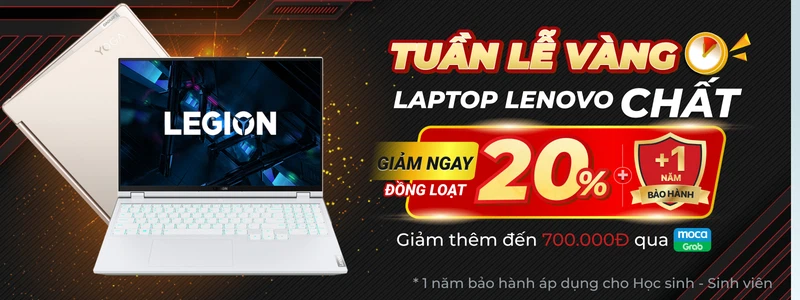 TUẦN LỄ VÀNG
LAPTOP LENOVO CHẤT
LEGION
GIẢM NGAY
ĐỒNG LOẠT
20%
+
+1
NĂM
BẢO HÀNH
Giảm thêm đến 700.000Đ qua moca
Grab
* 1 năm bảo hành áp dụng cho Học sinh - Sinh viên